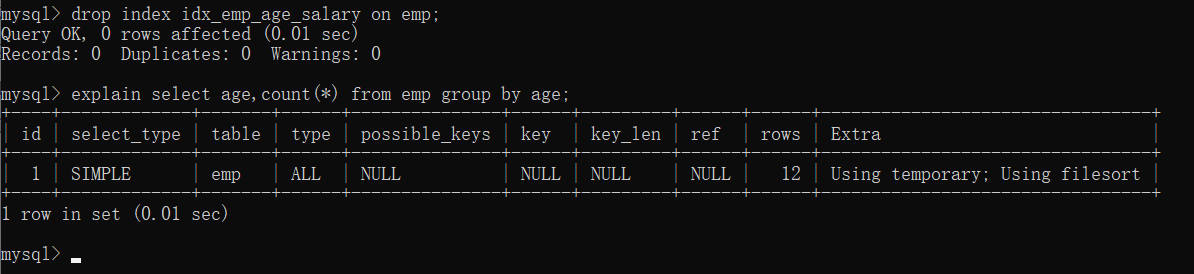 mysql> drop index idx_emp_age_salary on emp;
Query OK, 0 rows affected (0.01 sec)
Records: 0  Duplicates: 0  Warnings: 0

mysql> explain select age,count(*) from emp group by age;
+----+-------------+-------+------+---------------+------+---------+------+------+---------------------------------+
| id | select_type | table | type | possible_keys | key  | key_len | ref  | rows | Extra                           |
+----+-------------+-------+------+---------------+------+---------+------+------+---------------------------------+
|  1 | SIMPLE      | emp   | ALL  | NULL          | NULL | NULL    | NULL |   12 | Using temporary; Using filesort |
+----+-------------+-------+------+---------------+------+---------+------+------+---------------------------------+
1 row in set (0.01 sec)

mysql>